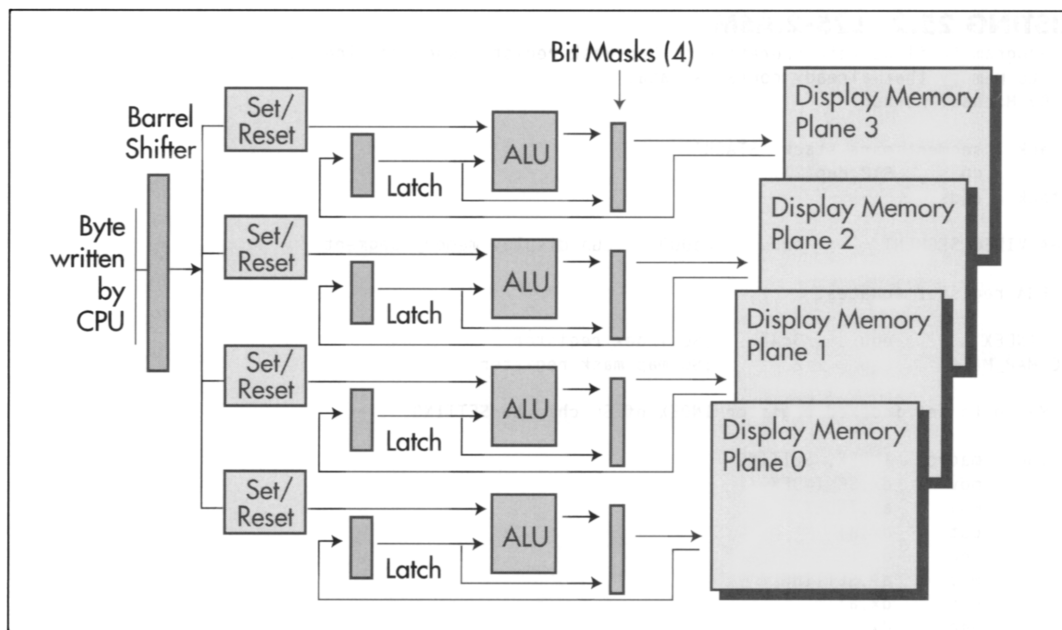 Bit Masks (4)
Barrel
Shifter
Byte
written
by
CPU
Set/
Reset
Latch
ALU
Display Memory
Plane 3
Set/
Reset
Latch
ALU
Display Memory
Plane 2
Set/
Reset
Latch
ALU
Display Memory
Plane 1
Set/
Reset
Latch
ALU
Display Memory
Plane 0